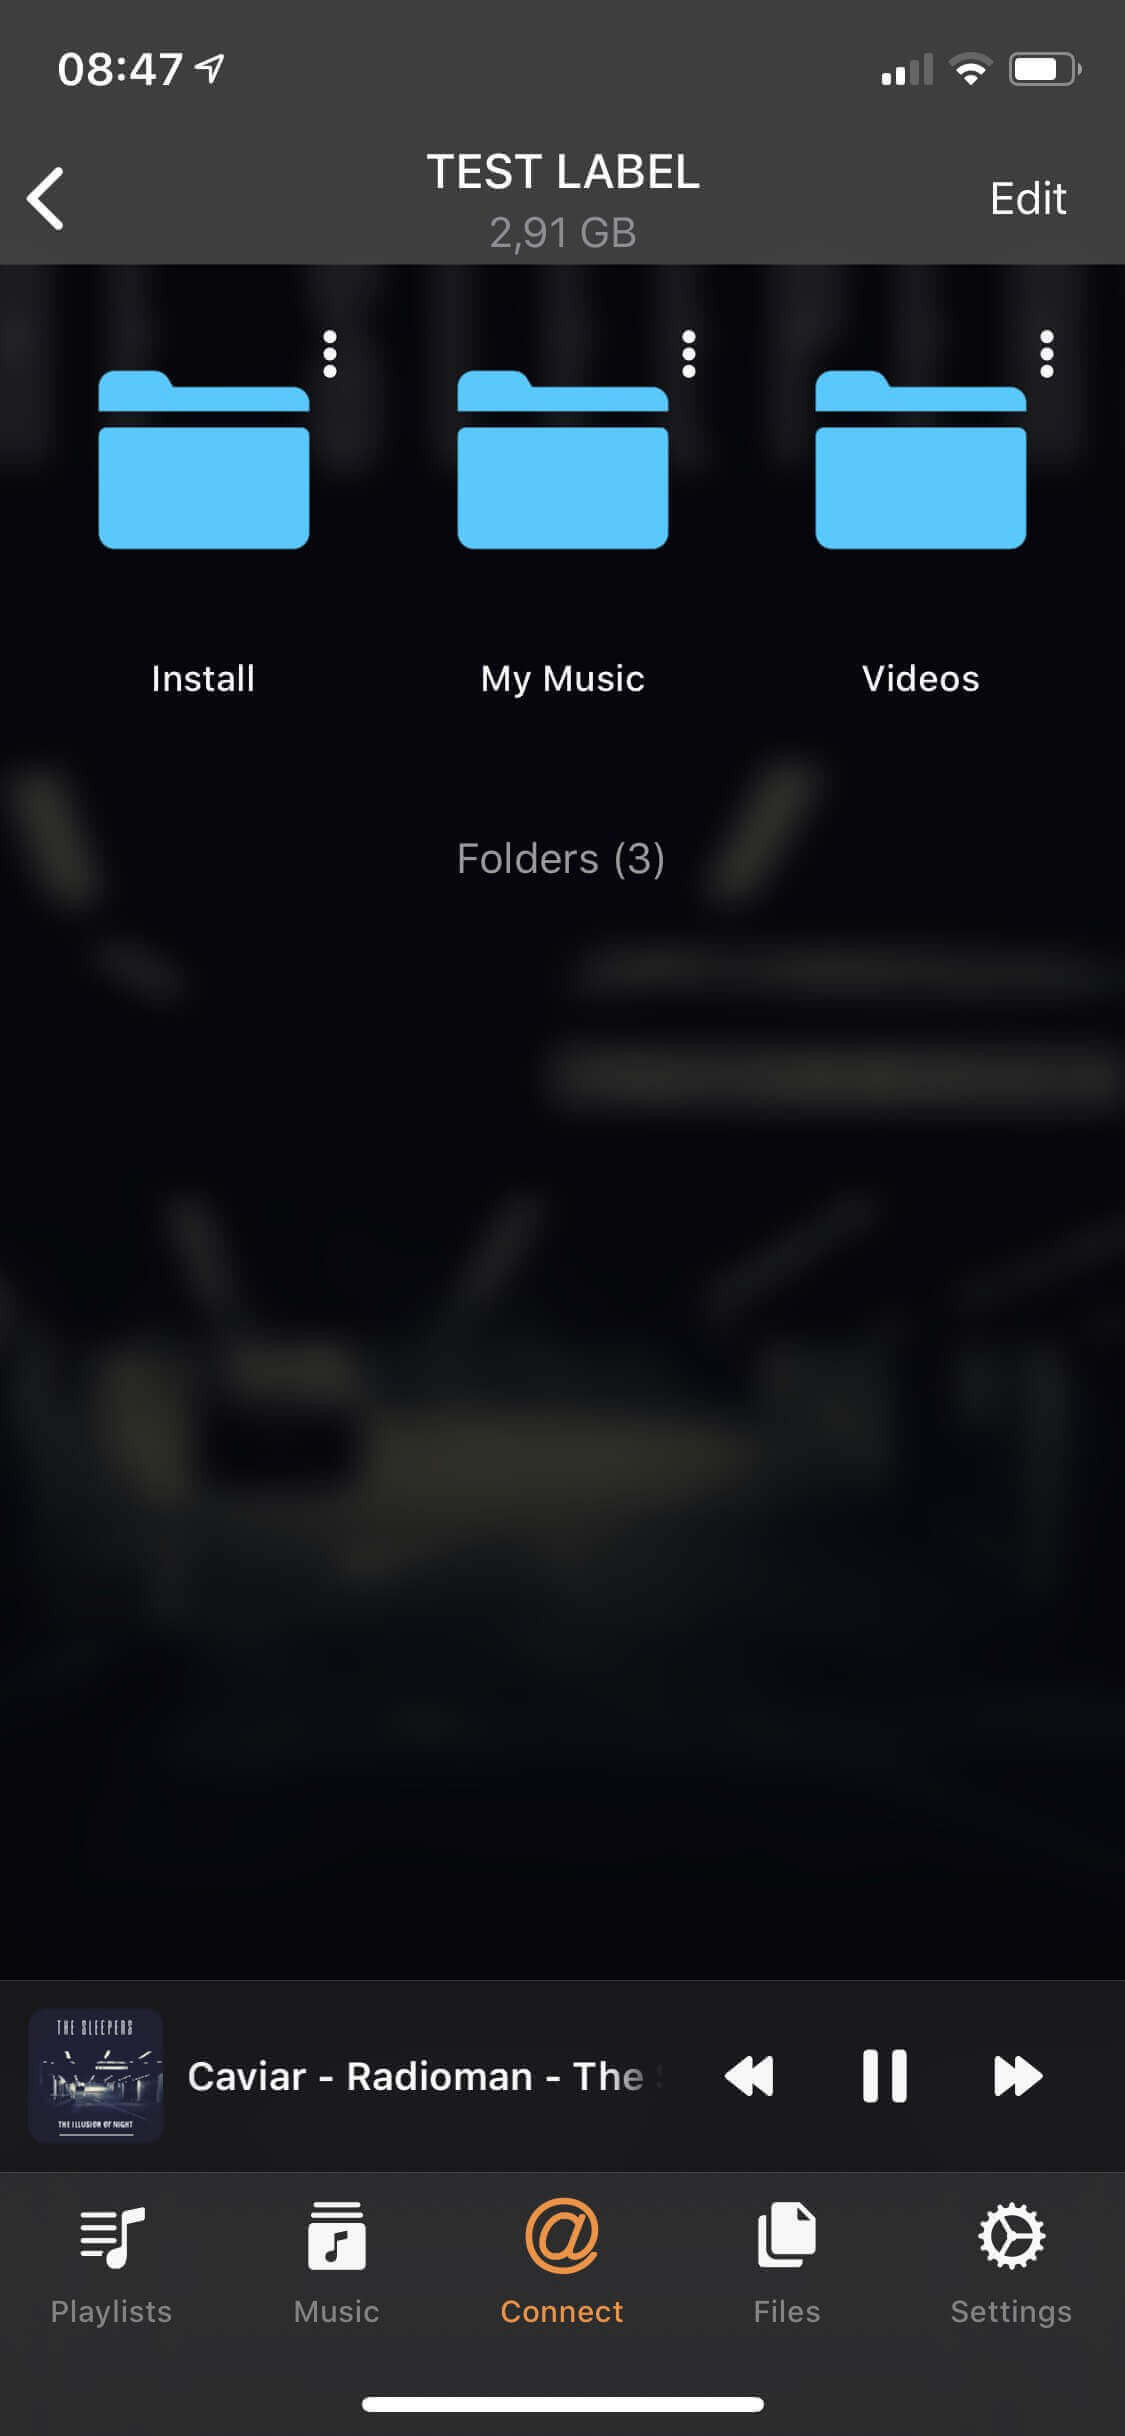 08:47
TEST LABEL
2,91 GB
Edit
Install
My Music
Videos
Folders (3)
THE SLEEPERS
THE ILLUSION OF NIGHT
Caviar - Radioman - The
Playlists
Music
Connect
Files
Settings